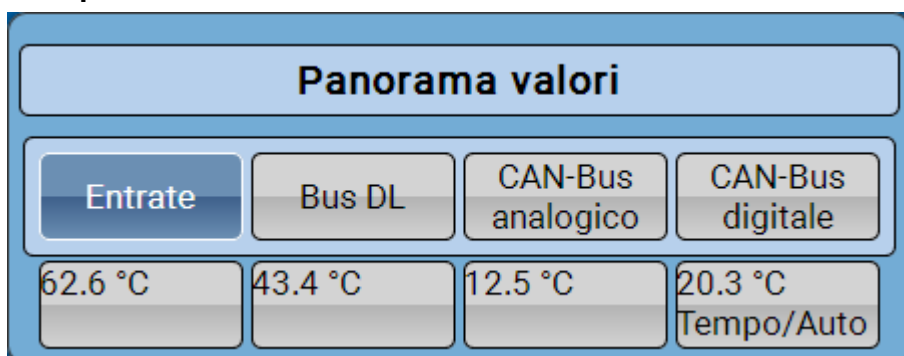 Panorama valori
Entrate
Bus DL
CAN-Bus
analogico
CAN-Bus
digitale
62.6 °C
43.4 °C
12.5 °C
20.3 °C
Tempo/Auto